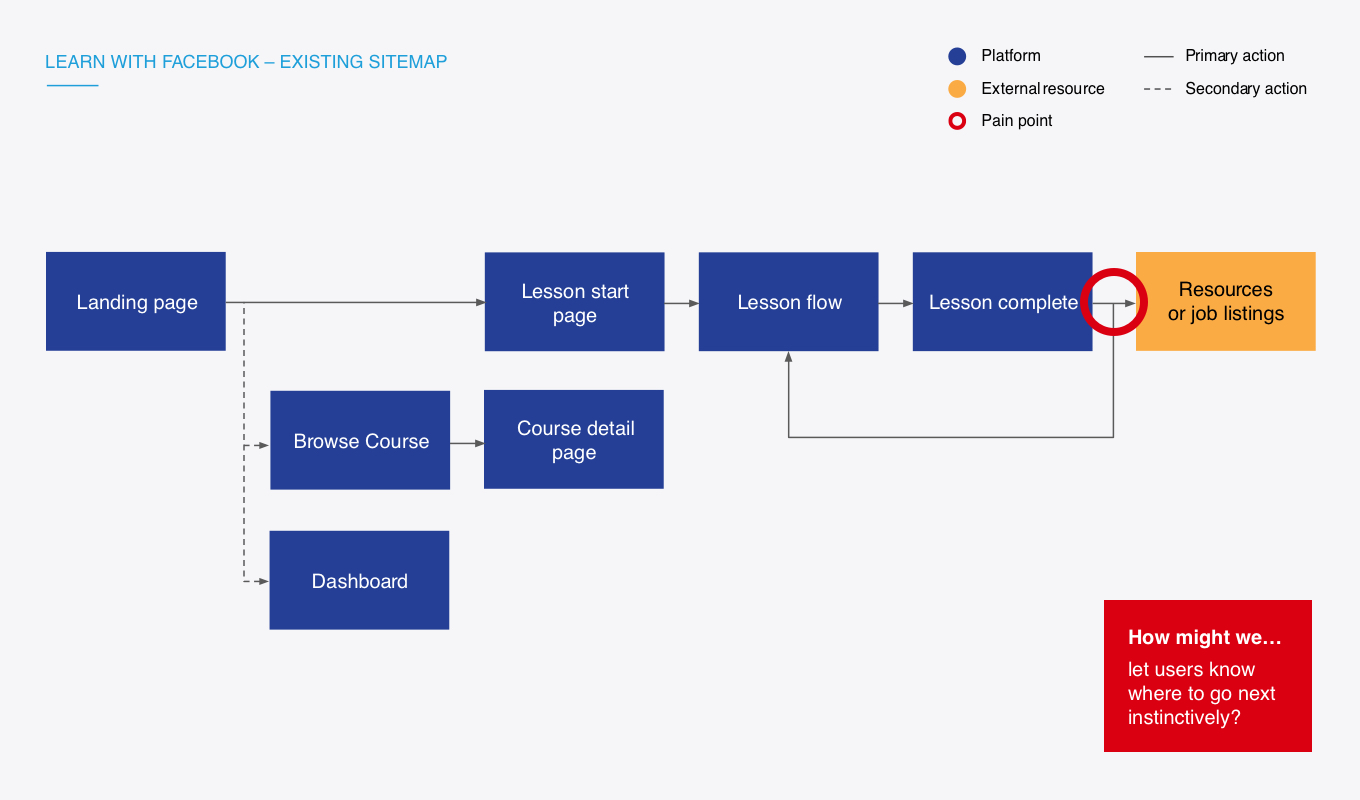 LEARN WITH FACEBOOK – EXISTING SITEMAP
Platform
Primary action
External resource
Secondary action
Pain point
Landing page
Lesson start
page
Lesson flow
Lesson complete
Resources
or job listings
Browse Course
Course detail
page
Dashboard
How might we…
let users know
where to go next
instinctively?